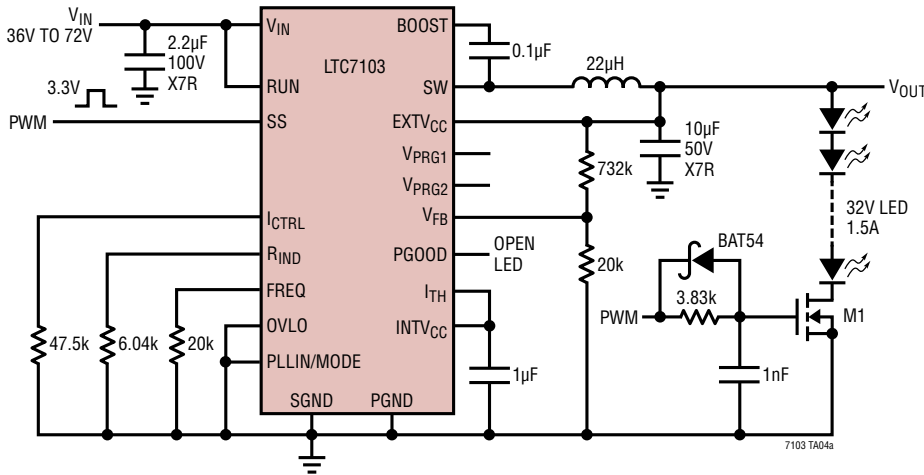 VIN
36V TO 72V
2.2µF
100V
X7R
3.3V
PWM
VIN
RUN
SS
ICTRL
RIND
FREQ
OVLO
PLLIN/MODE
SGND
PGND
LTC7103
BOOST
SW
EXTVCC
VPRG1
VPRG2
VFB
PGOOD
ITH
INTVCC
47.5k
6.04k
20k
0.1µF
22µH
VOUT
10µF
50V
X7R
732k
20k
OPEN
LED
1µF
32V LED
1.5A
BAT54
3.83k
PWM
M1
1nF
7103 TA04a